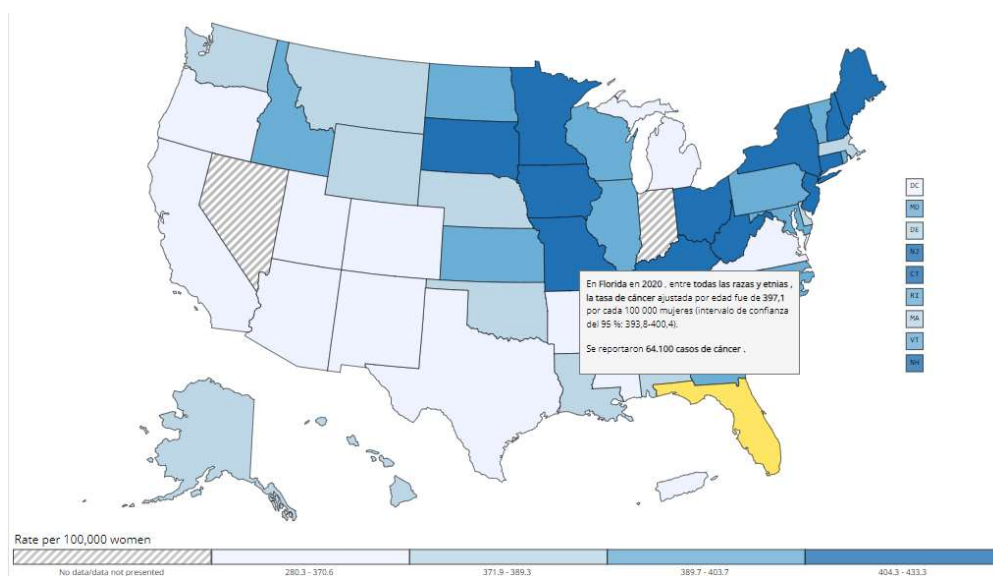 DC
MD
DE
NJ
CT
RI
MA
VT
NH
En Florida en 2020 , entre todas las razas y etnias ,
la tasa de cáncer ajustada por edad fue de 397,1
por cada 100 000 mujeres (intervalo de confianza
del 95 %: 393,8-400,4).
Se reportaron 64.100 casos de cáncer .
Rate per 100,000 women
No data/data not presented
280.3 - 370.6
371.9 - 389.3
389.7 - 403.7
404.3 - 433.3